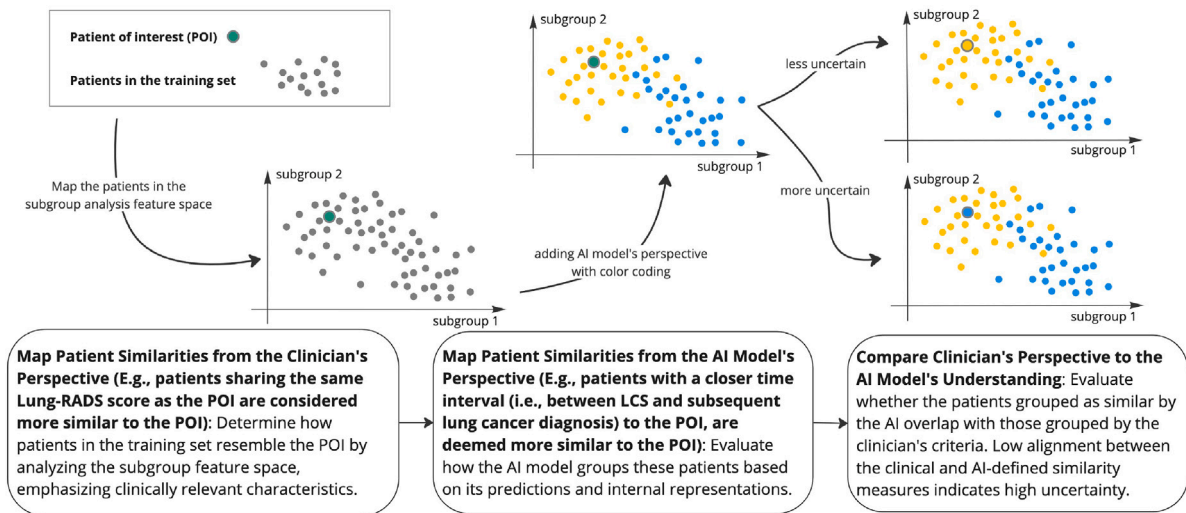 Patient of interest (POI)
Patients in the training set
Map the patients in the
subgroup analysis feature space
subgroup 2
subgroup 1
adding AI model's perspective
with color coding
subgroup 2
subgroup 1
less uncertain
more uncertain
subgroup 2
subgroup 1
subgroup 2
subgroup 1
Map Patient Similarities from the Clinician's
Perspective (E.g., patients sharing the same
Lung-RADS score as the POI are considered
more similar to the POI): Determine how
patients in the training set resemble the POI by
analyzing the subgroup feature space,
emphasizing clinically relevant characteristics.
Map Patient Similarities from the AI Model's
Perspective (E.g., patients with a closer time
interval (i.e., between LCS and subsequent
lung cancer diagnosis) to the POI, are
deemed more similar to the POI): Evaluate
how the AI model groups these patients based
on its predictions and internal representations.
Compare Clinician's Perspective to the
AI Model's Understanding: Evaluate
whether the patients grouped as similar by
the AI overlap with those grouped by the
clinician's criteria. Low alignment between
the clinical and AI-defined similarity
measures indicates high uncertainty.